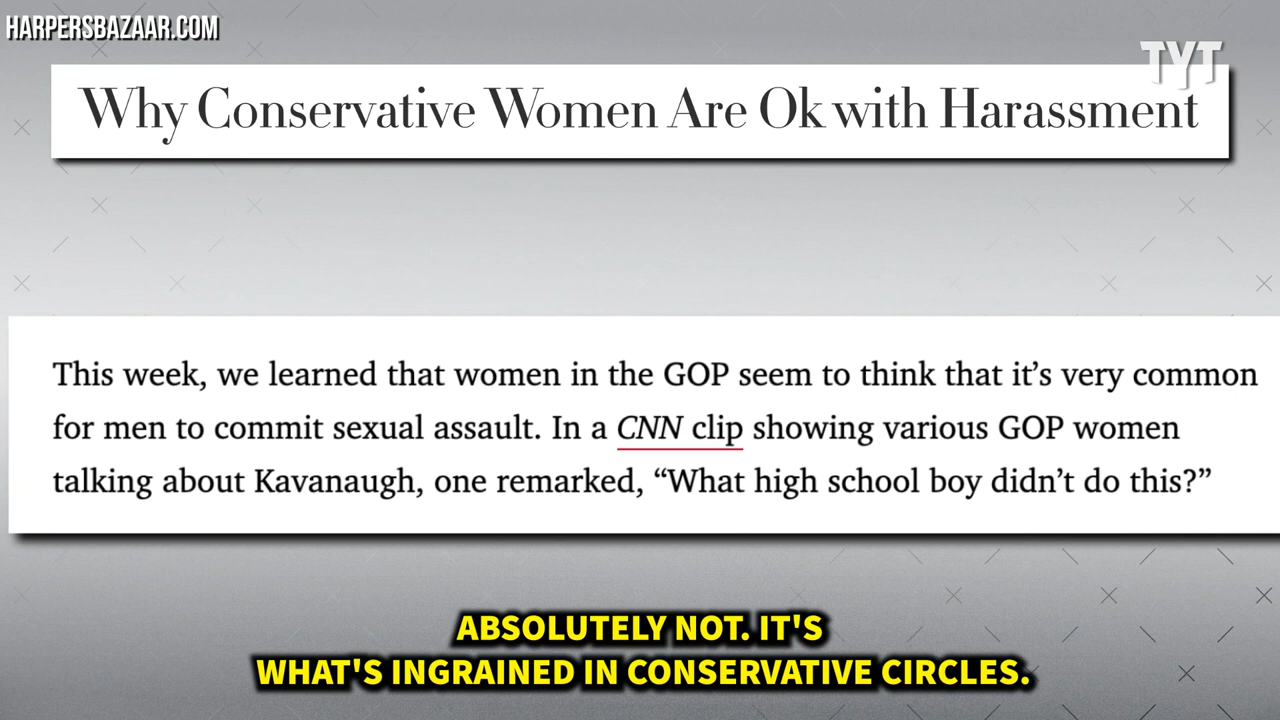 HARPERSBAZAAR.COM
TYT
Why Conservative Women Are Ok with Harassment
This week, we learned that women in the GOP seem to think that it’s very common
for men to commit sexual assault. In a CNN clip showing various GOP women
talking about Kavanaugh, one remarked, “What high school boy didn’t do this?”
ABSOLUTELY NOT. IT'S
WHAT'S INGRAINED IN CONSERVATIVE CIRCLES.